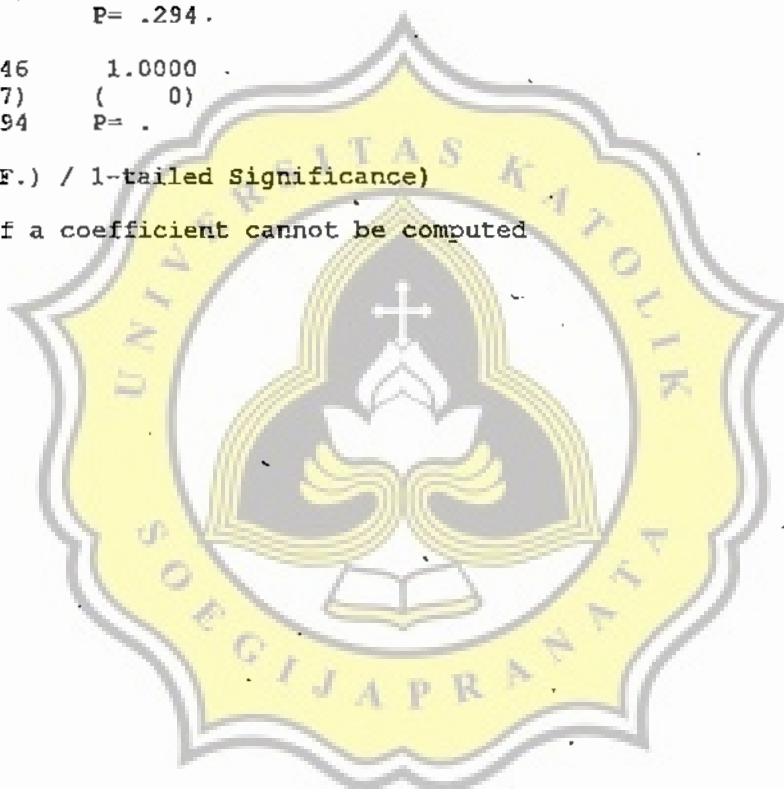 P= .294.
46 1.0000
7) ( 0)
94 P= .
F.) / 1-tailed Significance)
f a coefficient cannot be computed
UNIVERSITAS KATOLIK
SOEGIJAPRANATA